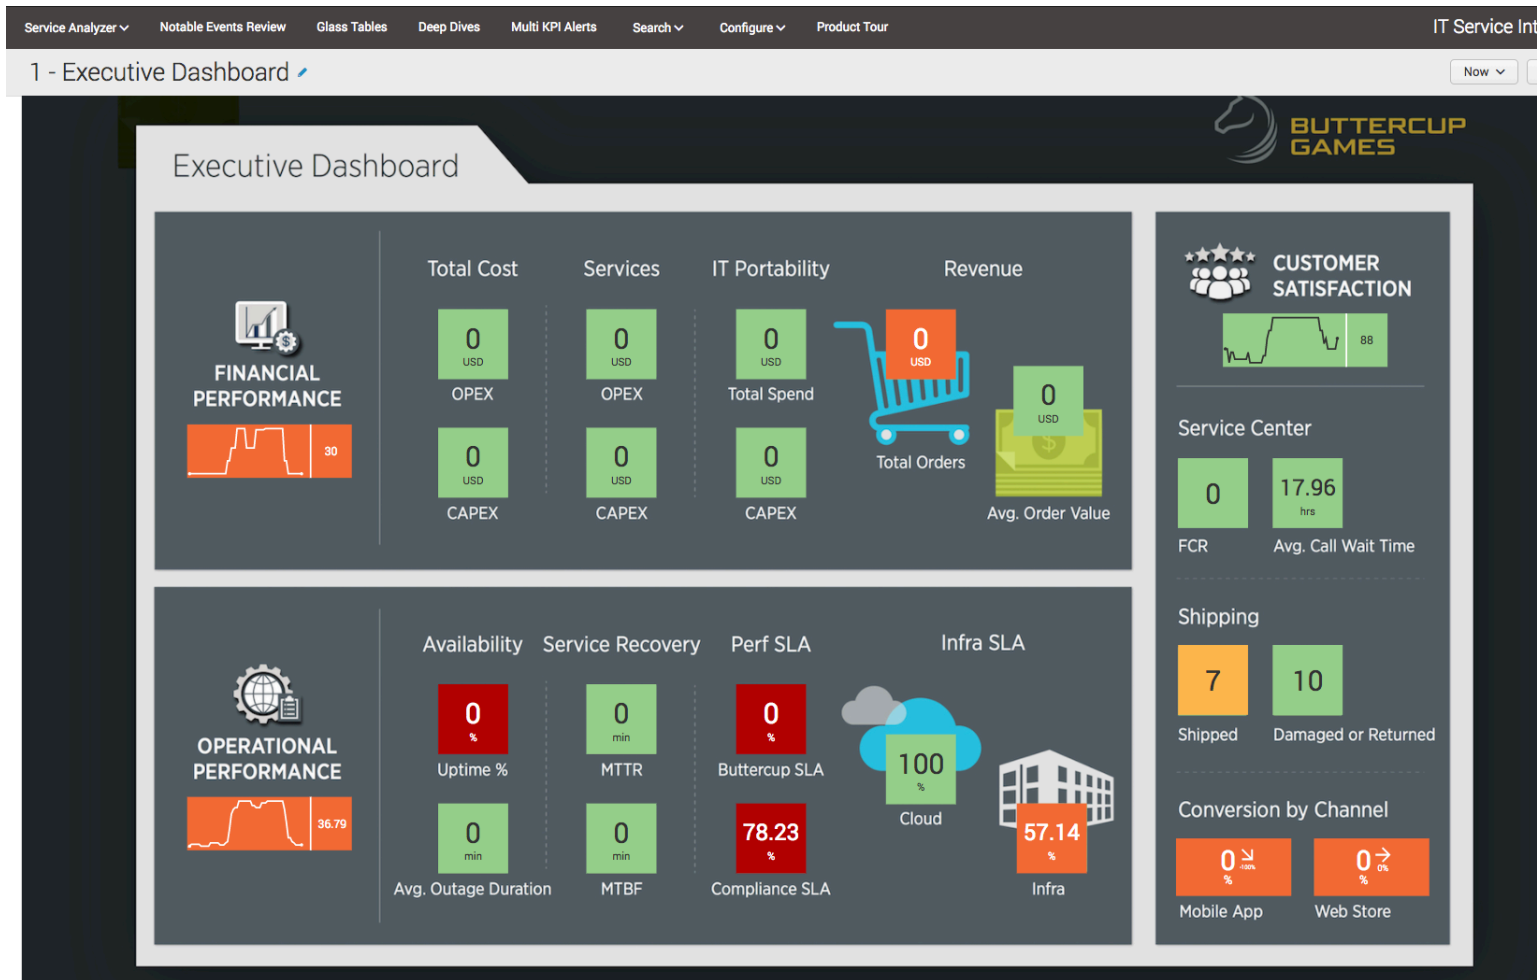 Service Analyzer Notable Events Review Glass Tables Deep Dives Multi KPI Alerts Search Configure Product Tour IT Service Int
1 - Executive Dashboard Now
BUTTERCUP
GAMES
Executive Dashboard
FINANCIAL
PERFORMANCE
30
Total Cost
0
USD
OPEX
0
USD
CAPEX
Services
0
USD
OPEX
0
USD
CAPEX
IT Portability
0
USD
Total Spend
0
USD
CAPEX
Revenue
0
USD
Total Orders
0
USD
$
Avg. Order Value
OPERATIONAL
PERFORMANCE
36.79
Availability
0
%
Uptime %
0
min
Avg. Outage Duration
Service Recovery
0
min
MTTR
0
min
MTBF
Perf SLA
0
%
Buttercup SLA
78.23
%
Compliance SLA
Infra SLA
100
%
Cloud
57.14
%
Infra
CUSTOMER
SATISFACTION
88
Service Center
0
FCR
17.96
hrs
Avg. Call Wait Time
Shipping
7
Shipped
10
Damaged or Returned
Conversion by Channel
0
-100%
%
Mobile App
0
0%
%
Web Store